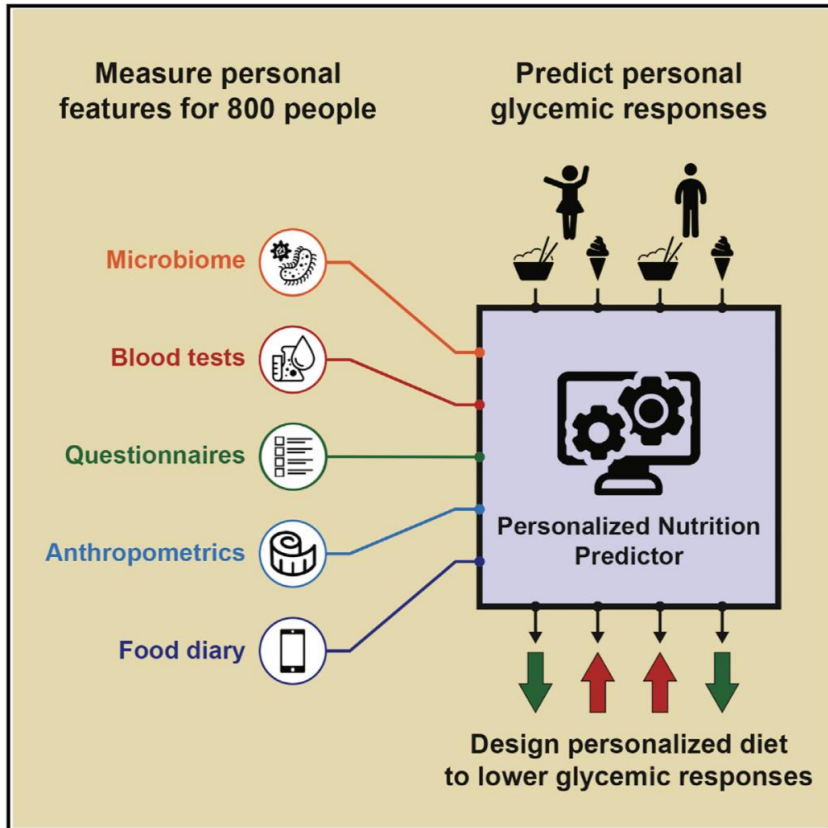 Measure personal
features for 800 people
Predict personal
glycemic responses
Microbiome
Blood tests
Questionnaires
Anthropometrics
Food diary
Personalized Nutrition
Predictor
Design personalized diet
to lower glycemic responses